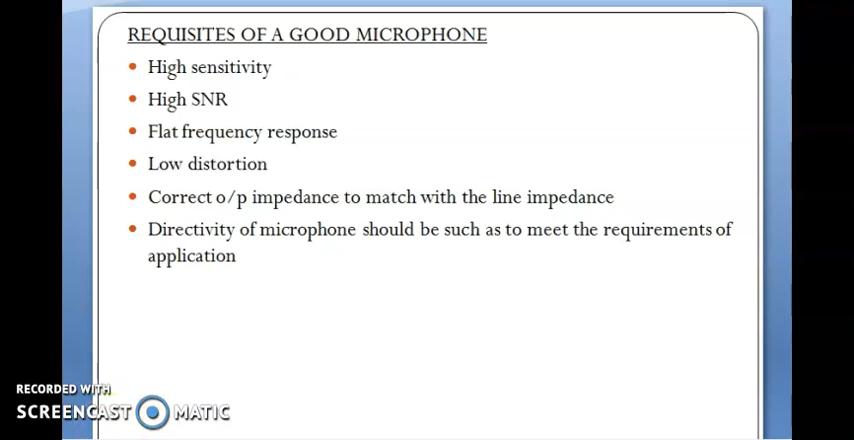 REQUISITES OF A GOOD MICROPHONE
• High sensitivity
• High SNR
• Flat frequency response
• Low distortion
• Correct o/p impedance to match with the line impedance
• Directivity of microphone should be such as to meet the requirements of
application
RECORDED WITH
SCREENCAST MATIC